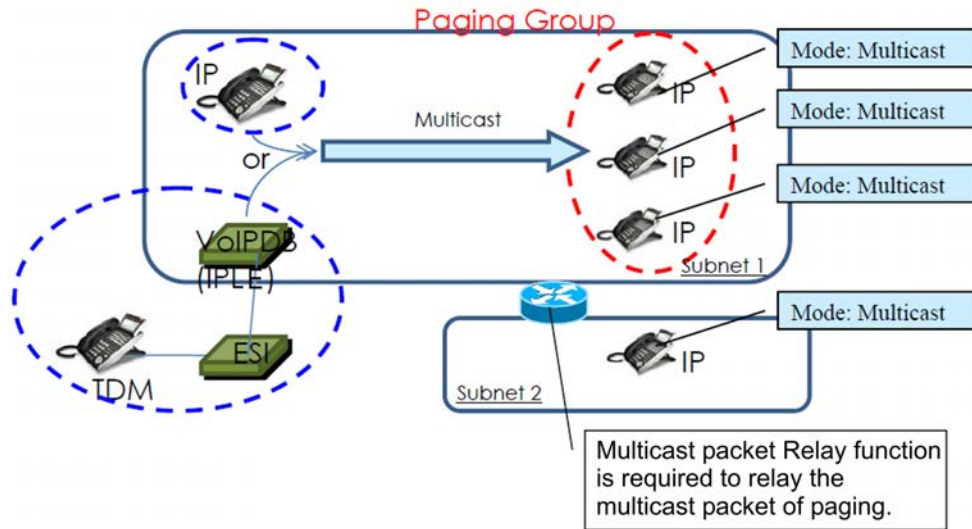 Paging Group
IP
Mode: Multicast
IP
Multicast
Mode: Multicast
or
IP
Mode: Multicast
VoIPDB
(IPLE)
IP
Subnet 1
Mode: Multicast
ESI
IP
TDM
Subnet 2
Multicast packet Relay function
is required to relay the
multicast packet of paging.